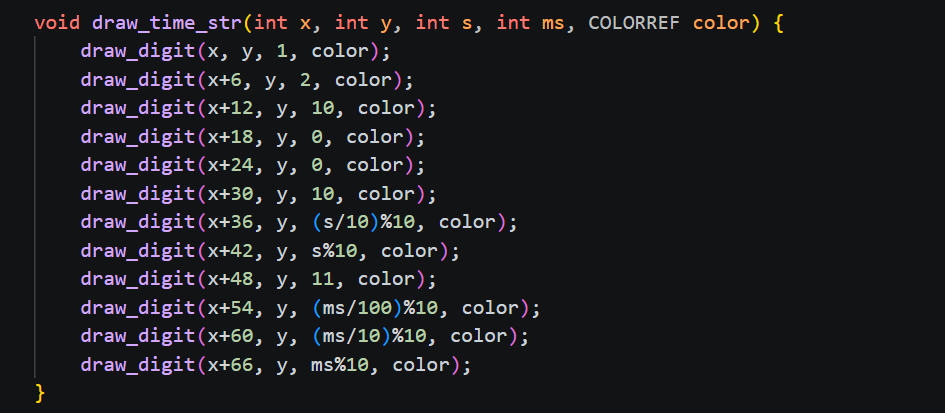 void draw_time_str(int x, int y, int s, int ms, COLORREF color) {
    draw_digit(x, y, 1, color);
    draw_digit(x+6, y, 2, color);
    draw_digit(x+12, y, 10, color);
    draw_digit(x+18, y, 0, color);
    draw_digit(x+24, y, 0, color);
    draw_digit(x+30, y, 10, color);
    draw_digit(x+36, y, (s/10)%10, color);
    draw_digit(x+42, y, s%10, color);
    draw_digit(x+48, y, 11, color);
    draw_digit(x+54, y, (ms/100)%10, color);
    draw_digit(x+60, y, (ms/10)%10, color);
    draw_digit(x+66, y, ms%10, color);
}